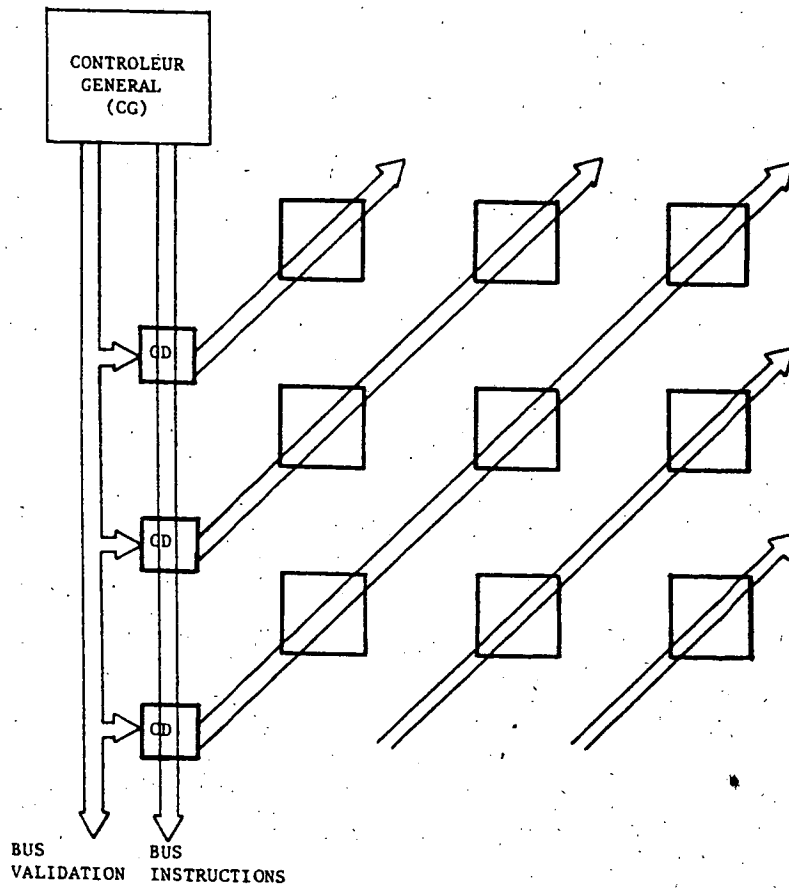 CONTROLEUR
GENERAL
(CG)
CD
CD
CD
BUS BUS
VALIDATION INSTRUCTIONS